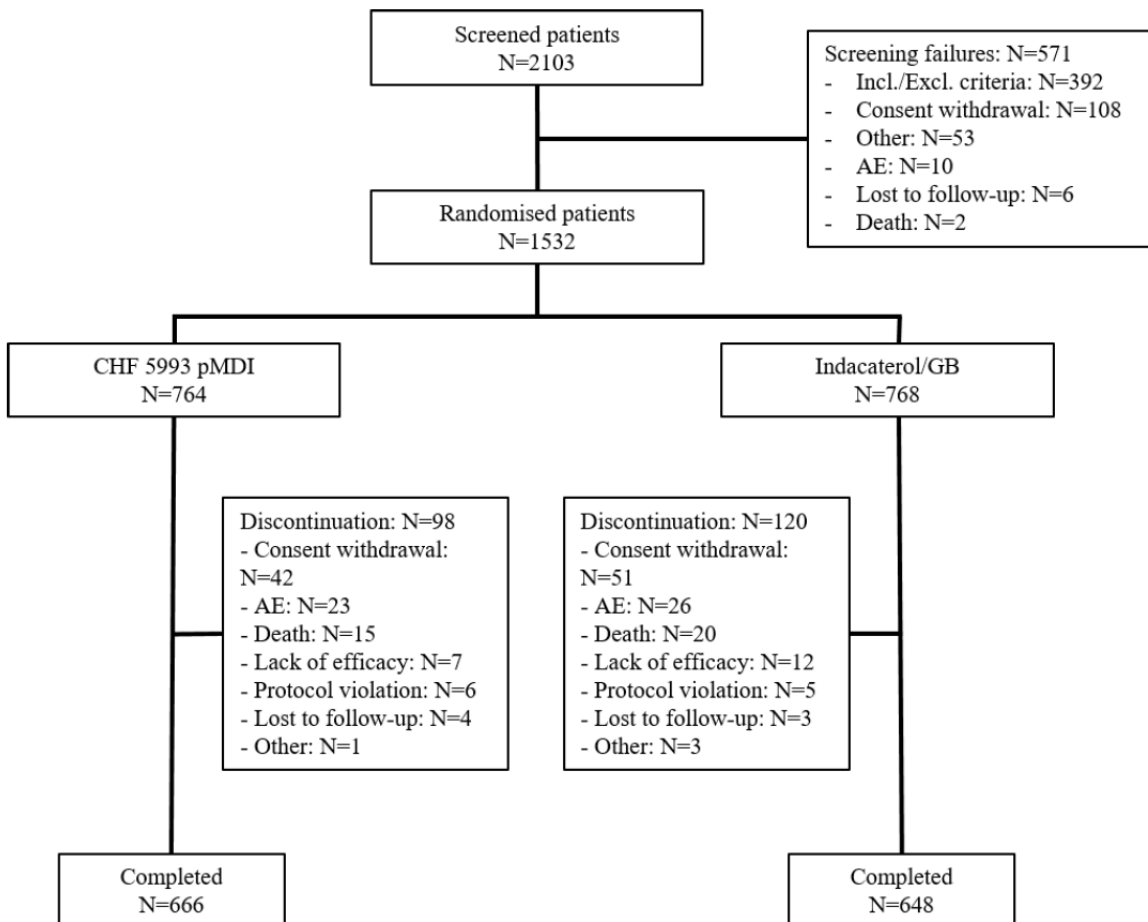 Screened patients
N=2103
Screening failures: N=571
- Incl./Excl. criteria: N=392
- Consent withdrawal: N=108
- Other: N=53
- AE: N=10
- Lost to follow-up: N=6
- Death: N=2
Randomised patients
N=1532
CHF 5993 pMDI
N=764
Indacaterol/GB
N=768
Discontinuation: N=98
- Consent withdrawal:
N=42
- AE: N=23
- Death: N=15
- Lack of efficacy: N=7
- Protocol violation: N=6
- Lost to follow-up: N=4
- Other: N=1
Discontinuation: N=120
- Consent withdrawal:
N=51
- AE: N=26
- Death: N=20
- Lack of efficacy: N=12
- Protocol violation: N=5
- Lost to follow-up: N=3
- Other: N=3
Completed
N=666
Completed
N=648